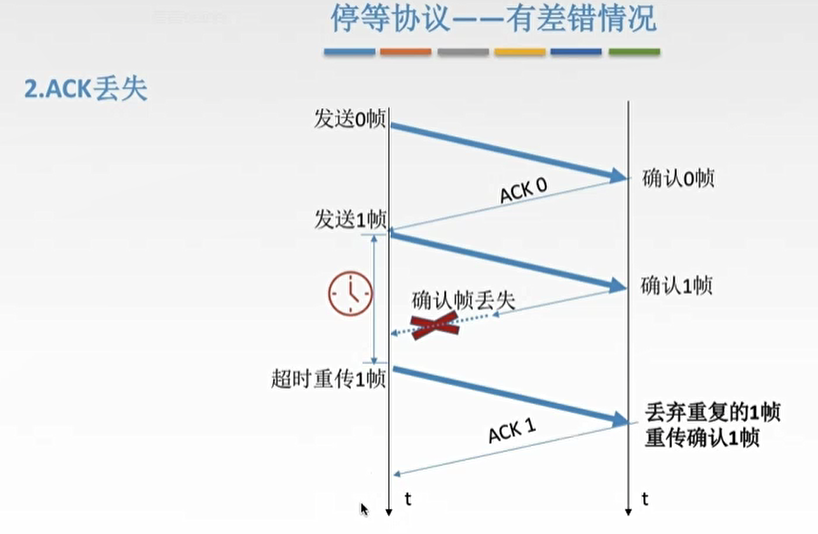 停等协议——有差错情况
2.ACK丢失
发送0帧
ACK 0
确认0帧
发送1帧
确认1帧
确认帧丢失
超时重传1帧
ACK 1
丢弃重复的1帧
重传确认1帧
t
t